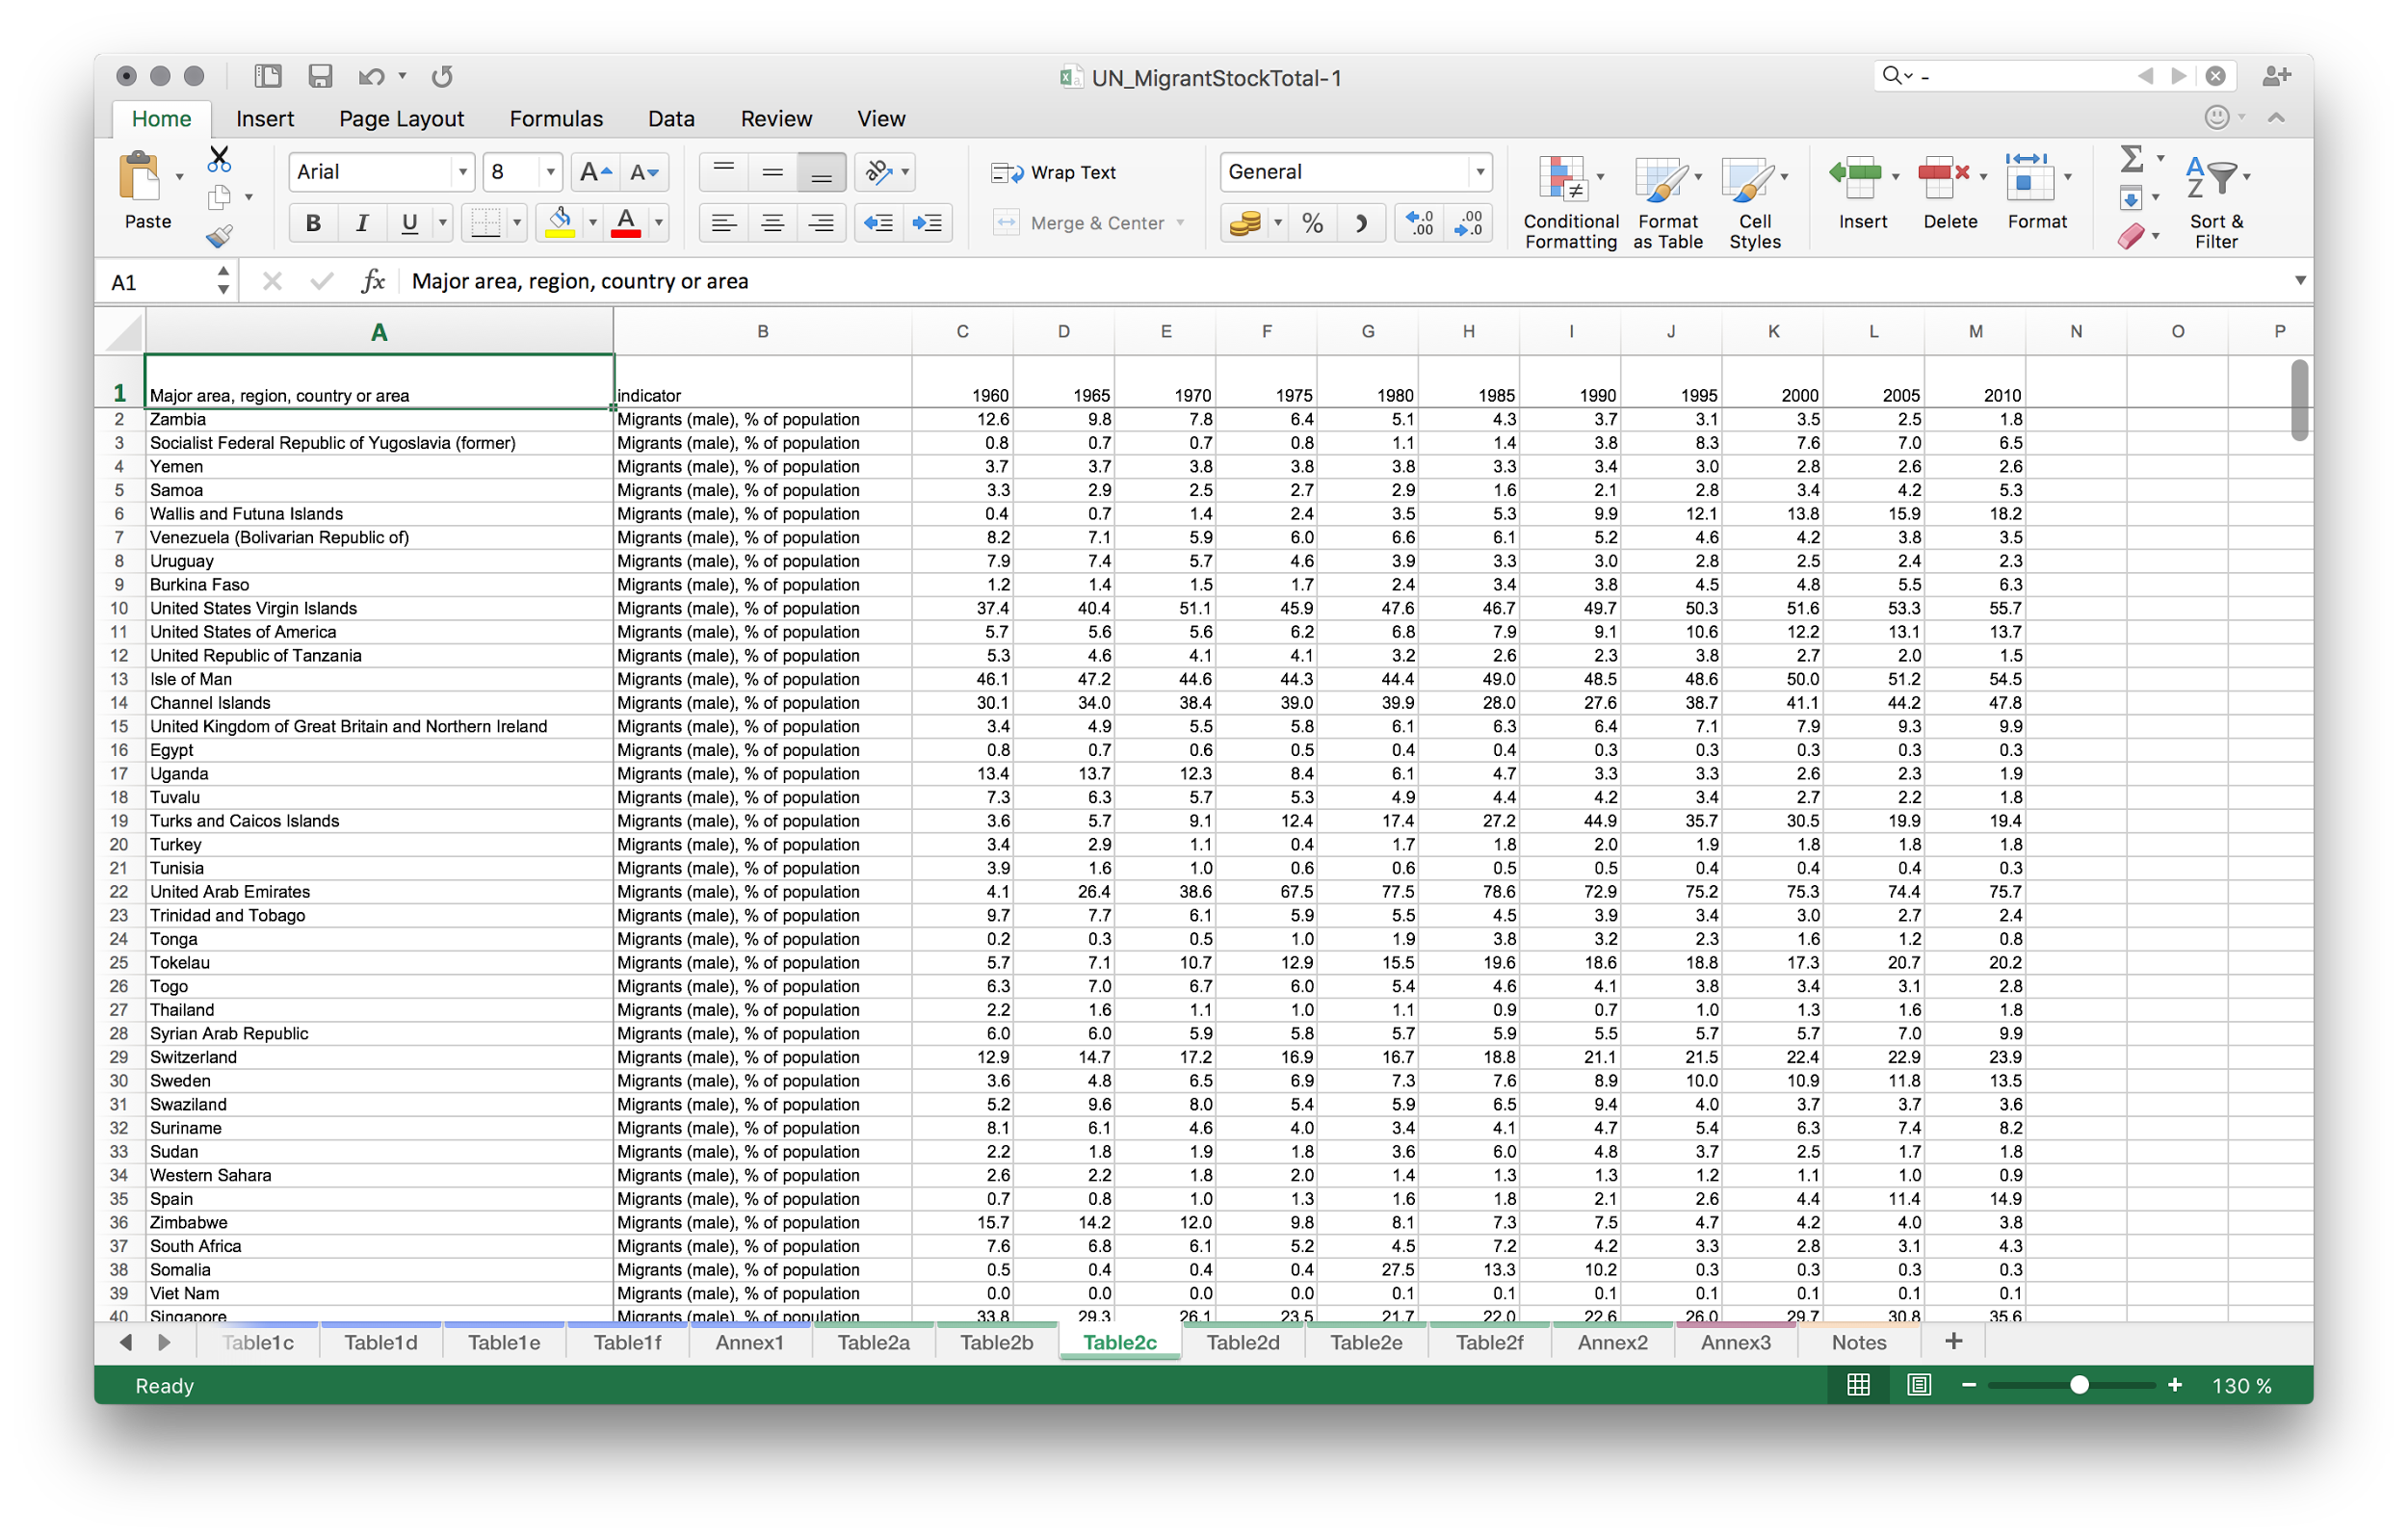 UN_MigrantStockTotal-1
-
Home Insert Page Layout Formulas Data Review View
Paste Arial 8 A A Wrap Text General Conditional Formatting Format as Table Cell Styles Insert Delete Format Sort & Filter
B I U A Merge & Center % .0 .00 .00 .0
A1 fx Major area, region, country or area
A B C D E F G H I J K L M N O P
1 Major area, region, country or area indicator 1960 1965 1970 1975 1980 1985 1990 1995 2000 2005 2010
2 Zambia Migrants (male), % of population 12.6 9.8 7.8 6.4 5.1 4.3 3.7 3.1 3.5 2.5 1.8
3 Socialist Federal Republic of Yugoslavia (former) Migrants (male), % of population 0.8 0.7 0.7 0.8 1.1 1.4 3.8 8.3 7.6 7.0 6.5
4 Yemen Migrants (male), % of population 3.7 3.7 3.8 3.8 3.8 3.3 3.4 3.0 2.8 2.6 2.6
5 Samoa Migrants (male), % of population 3.3 2.9 2.5 2.7 2.9 1.6 2.1 2.8 3.4 4.2 5.3
6 Wallis and Futuna Islands Migrants (male), % of population 0.4 0.7 1.4 2.4 3.5 5.3 9.9 12.1 13.8 15.9 18.2
7 Venezuela (Bolivarian Republic of) Migrants (male), % of population 8.2 7.1 5.9 6.0 6.6 6.1 5.2 4.6 4.2 3.8 3.5
8 Uruguay Migrants (male), % of population 7.9 7.4 5.7 4.6 3.9 3.3 3.0 2.8 2.5 2.4 2.3
9 Burkina Faso Migrants (male), % of population 1.2 1.4 1.5 1.7 2.4 3.4 3.8 4.5 4.8 5.5 6.3
10 United States Virgin Islands Migrants (male), % of population 37.4 40.4 51.1 45.9 47.6 46.7 49.7 50.3 51.6 53.3 55.7
11 United States of America Migrants (male), % of population 5.7 5.6 5.6 6.2 6.8 7.9 9.1 10.6 12.2 13.1 13.7
12 United Republic of Tanzania Migrants (male), % of population 5.3 4.6 4.1 4.1 3.2 2.6 2.3 3.8 2.7 2.0 1.5
13 Isle of Man Migrants (male), % of population 46.1 47.2 44.6 44.3 44.4 49.0 48.5 48.6 50.0 51.2 54.5
14 Channel Islands Migrants (male), % of population 30.1 34.0 38.4 39.0 39.9 28.0 27.6 38.7 41.1 44.2 47.8
15 United Kingdom of Great Britain and Northern Ireland Migrants (male), % of population 3.4 4.9 5.5 5.8 6.1 6.3 6.4 7.1 7.9 9.3 9.9
16 Egypt Migrants (male), % of population 0.8 0.7 0.6 0.5 0.4 0.4 0.3 0.3 0.3 0.3 0.3
17 Uganda Migrants (male), % of population 13.4 13.7 12.3 8.4 6.1 4.7 3.3 3.3 2.6 2.3 1.9
18 Tuvalu Migrants (male), % of population 7.3 6.3 5.7 5.3 4.9 4.4 4.2 3.4 2.7 2.2 1.8
19 Turks and Caicos Islands Migrants (male), % of population 3.6 5.7 9.1 12.4 17.4 27.2 44.9 35.7 30.5 19.9 19.4
20 Turkey Migrants (male), % of population 3.4 2.9 1.1 0.4 1.7 1.8 2.0 1.9 1.8 1.8 1.8
21 Tunisia Migrants (male), % of population 3.9 1.6 1.0 0.6 0.6 0.5 0.5 0.4 0.4 0.4 0.3
22 United Arab Emirates Migrants (male), % of population 4.1 26.4 38.6 67.5 77.5 78.6 72.9 75.2 75.3 74.4 75.7
23 Trinidad and Tobago Migrants (male), % of population 9.7 7.7 6.1 5.9 5.5 4.5 3.9 3.4 3.0 2.7 2.4
24 Tonga Migrants (male), % of population 0.2 0.3 0.5 1.0 1.9 3.8 3.2 2.3 1.6 1.2 0.8
25 Tokelau Migrants (male), % of population 5.7 7.1 10.7 12.9 15.5 19.6 18.6 18.8 17.3 20.7 20.2
26 Togo Migrants (male), % of population 6.3 7.0 6.7 6.0 5.4 4.6 4.1 3.8 3.4 3.1 2.8
27 Thailand Migrants (male), % of population 2.2 1.6 1.1 1.0 1.1 0.9 0.7 1.0 1.3 1.6 1.8
28 Syrian Arab Republic Migrants (male), % of population 6.0 6.0 5.9 5.8 5.7 5.9 5.5 5.7 5.7 7.0 9.9
29 Switzerland Migrants (male), % of population 12.9 14.7 17.2 16.9 16.7 18.8 21.1 21.5 22.4 22.9 23.9
30 Sweden Migrants (male), % of population 3.6 4.8 6.5 6.9 7.3 7.6 8.9 10.0 10.9 11.8 13.5
31 Swaziland Migrants (male), % of population 5.2 9.6 8.0 5.4 5.9 6.5 9.4 4.0 3.7 3.7 3.6
32 Suriname Migrants (male), % of population 8.1 6.1 4.6 4.0 3.4 4.1 4.7 5.4 6.3 7.4 8.2
33 Sudan Migrants (male), % of population 2.2 1.8 1.9 1.8 3.6 6.0 4.8 3.7 2.5 1.7 1.8
34 Western Sahara Migrants (male), % of population 2.6 2.2 1.8 2.0 1.4 1.3 1.3 1.2 1.1 1.0 0.9
35 Spain Migrants (male), % of population 0.7 0.8 1.0 1.3 1.6 1.8 2.1 2.6 4.4 11.4 14.9
36 Zimbabwe Migrants (male), % of population 15.7 14.2 12.0 9.8 8.1 7.3 7.5 4.7 4.2 4.0 3.8
37 South Africa Migrants (male), % of population 7.6 6.8 6.1 5.2 4.5 7.2 4.2 3.3 2.8 3.1 4.3
38 Somalia Migrants (male), % of population 0.5 0.4 0.4 0.4 27.5 13.3 10.2 0.3 0.3 0.3 0.3
39 Viet Nam Migrants (male), % of population 0.0 0.0 0.0 0.0 0.1 0.1 0.1 0.1 0.1 0.1 0.1
40 Singapore Migrants (male), % of population 33.8 29.3 26.1 23.5 21.7 22.0 22.6 26.0 29.7 30.8 35.6
Table1c Table1d Table1e Table1f Annex1 Table2a Table2b Table2c Table2d Table2e Table2f Annex2 Annex3 Notes +
Ready 130 %